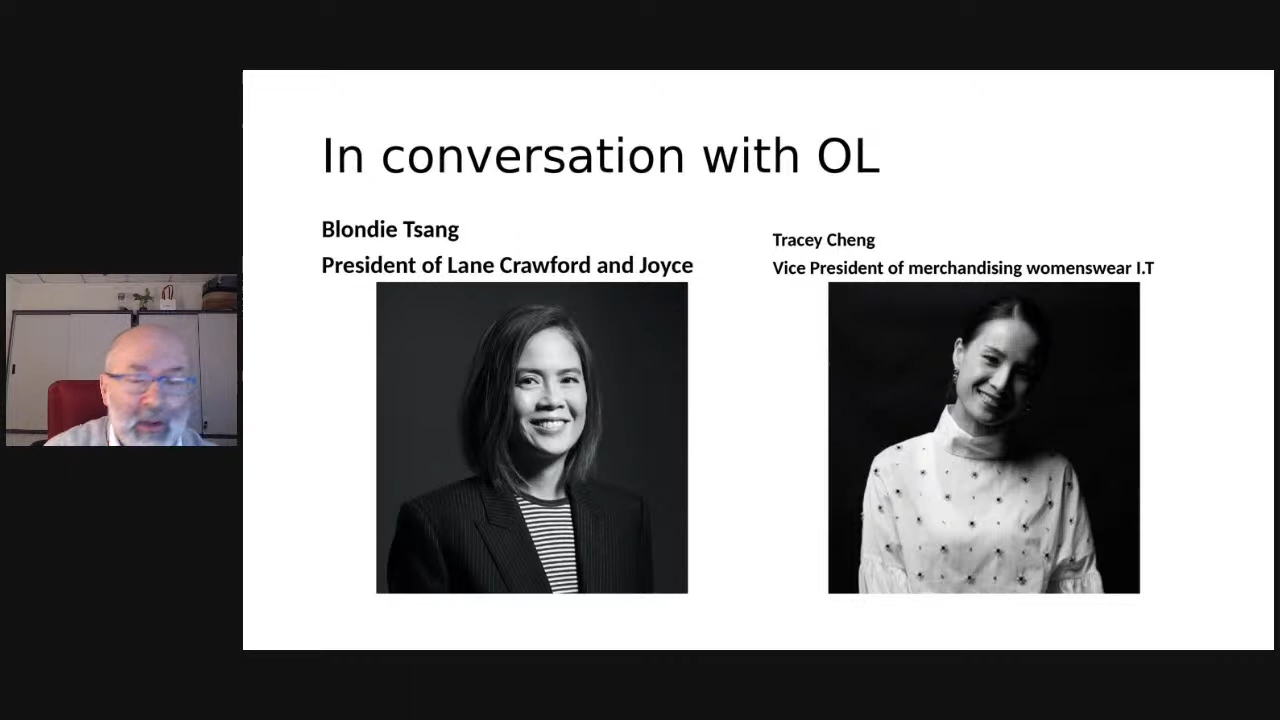 In conversation with OL
Blondie Tsang
President of Lane Crawford and Joyce
Tracey Cheng
Vice President of merchandising womenswear I.T